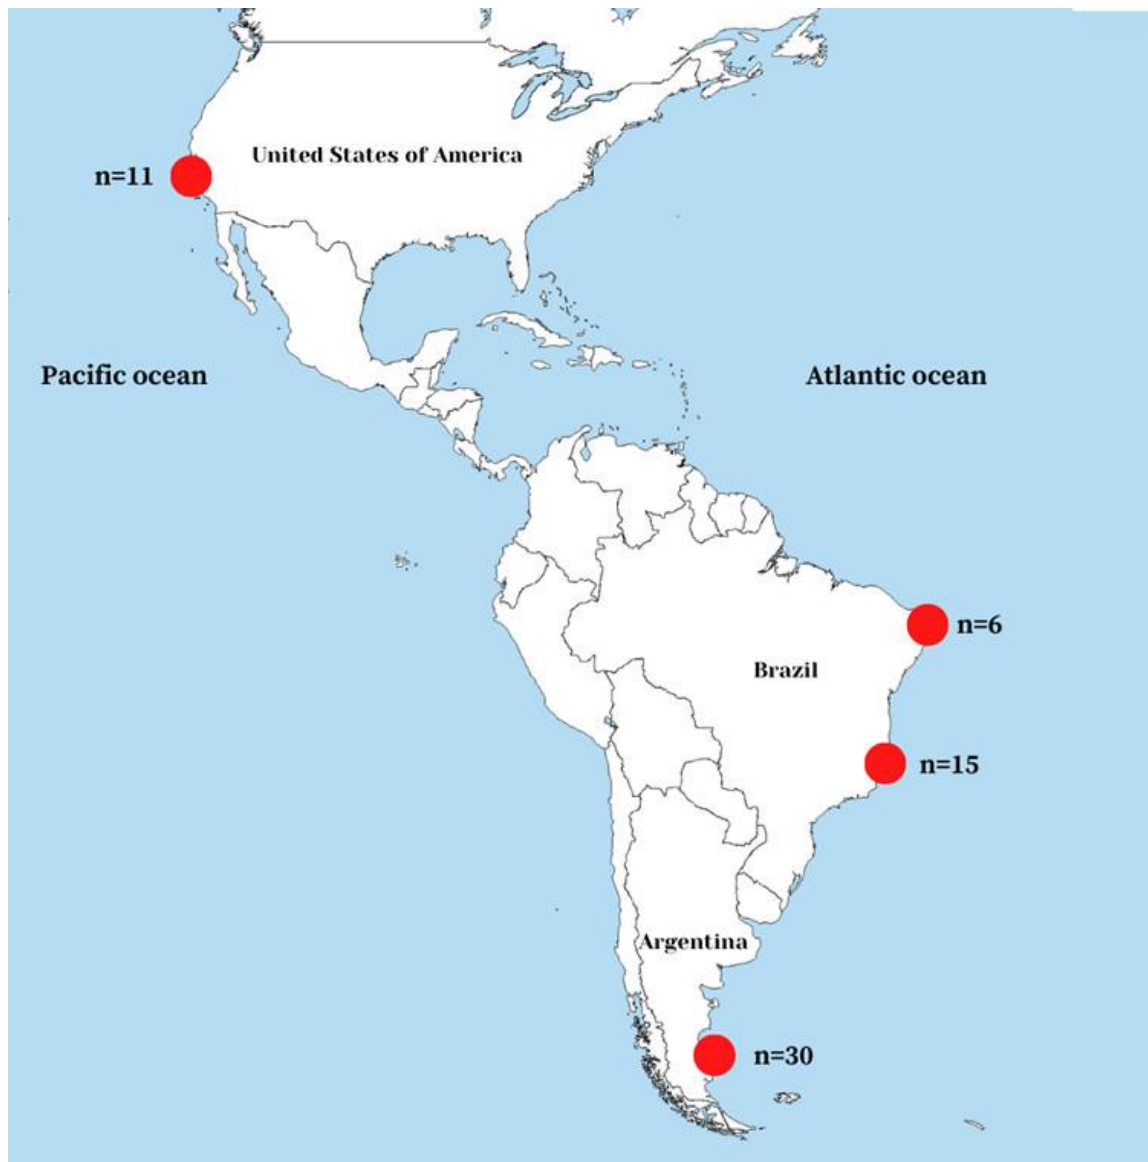 United States of America
n=11
Pacific ocean
Atlantic ocean
n=6
Brazil
n=15
Argentina
n=30